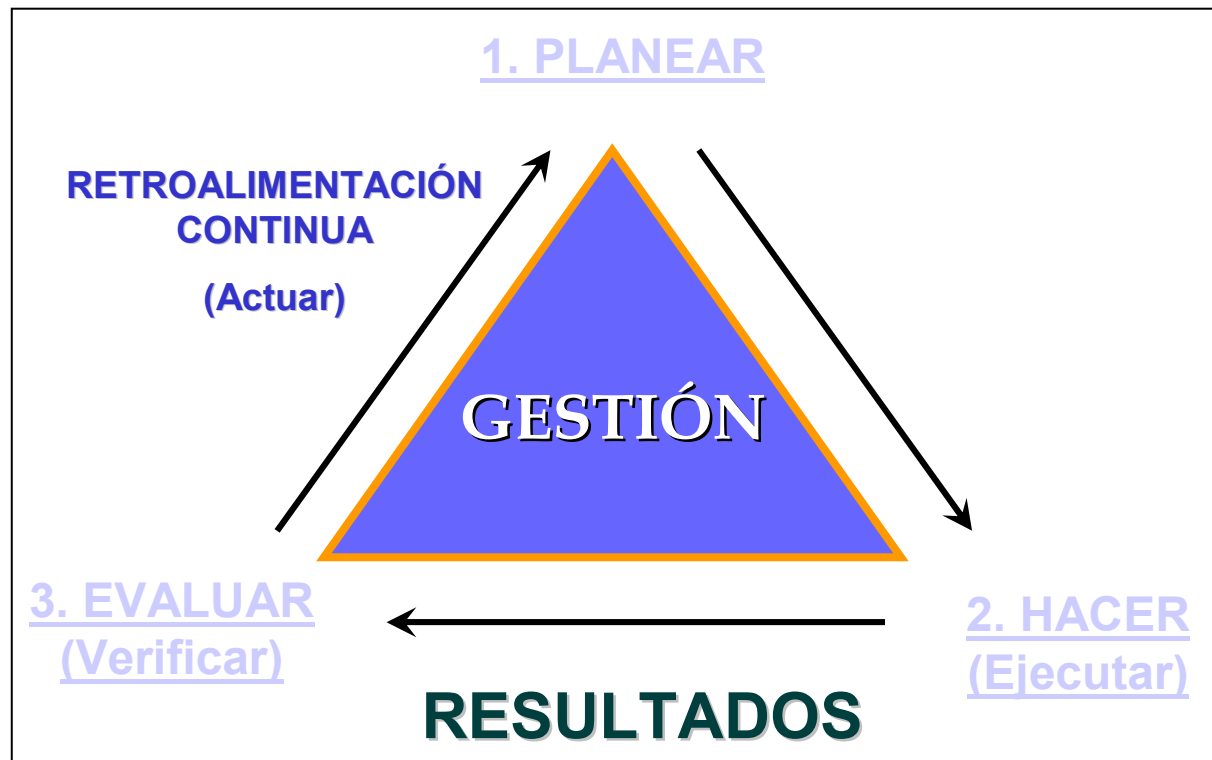 1. PLANEAR
RETROALIMENTACIÓN
CONTINUA
(Actuar)
GESTIÓN
3. EVALUAR
(Verificar)
2. HACER
(Ejecutar)
RESULTADOS